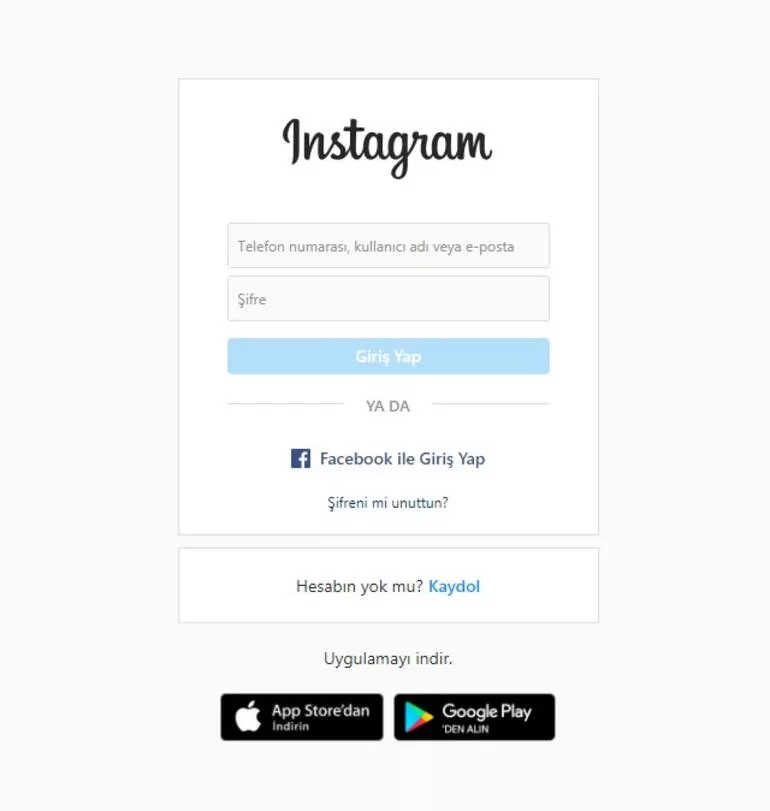 Instagram
Telefon numarası, kullanıcı adı veya e-posta
Şifre
Giriş Yap
YA DA
Facebook ile Giriş Yap
Şifreni mi unuttun?
Hesabın yok mu? Kaydol
Uygulamayı indir.
App Store'dan
İndirin
Google Play
'DEN ALIN